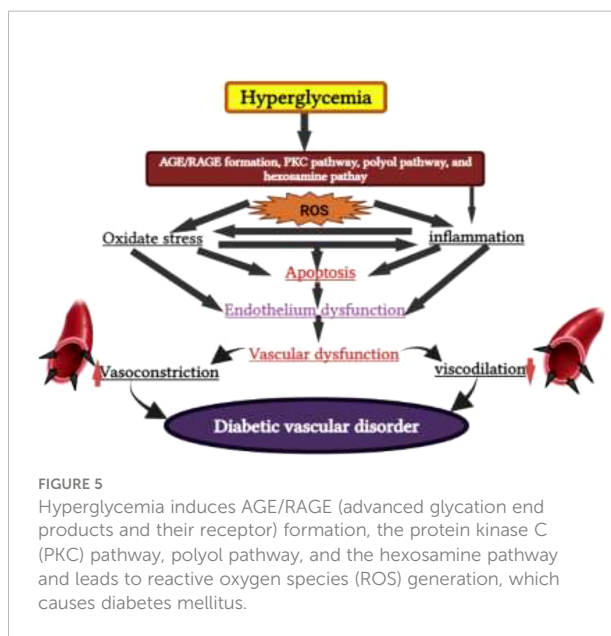 Hyperglycemia
AGE/RAGE formation, PKC pathway, polyol pathway, and
hexosamine pathay
ROS
Oxidate stress
inflammation
Apoptosis
Endothelium dysfunction
Vascular dysfunction
Vasoconstriction
viscodilation
Diabetic vascular disorder
FIGURE 5
Hyperglycemia induces AGE/RAGE (advanced glycation end
products and their receptor) formation, the protein kinase C
(PKC) pathway, polyol pathway, and the hexosamine pathway
and leads to reactive oxygen species (ROS) generation, which
causes diabetes mellitus.